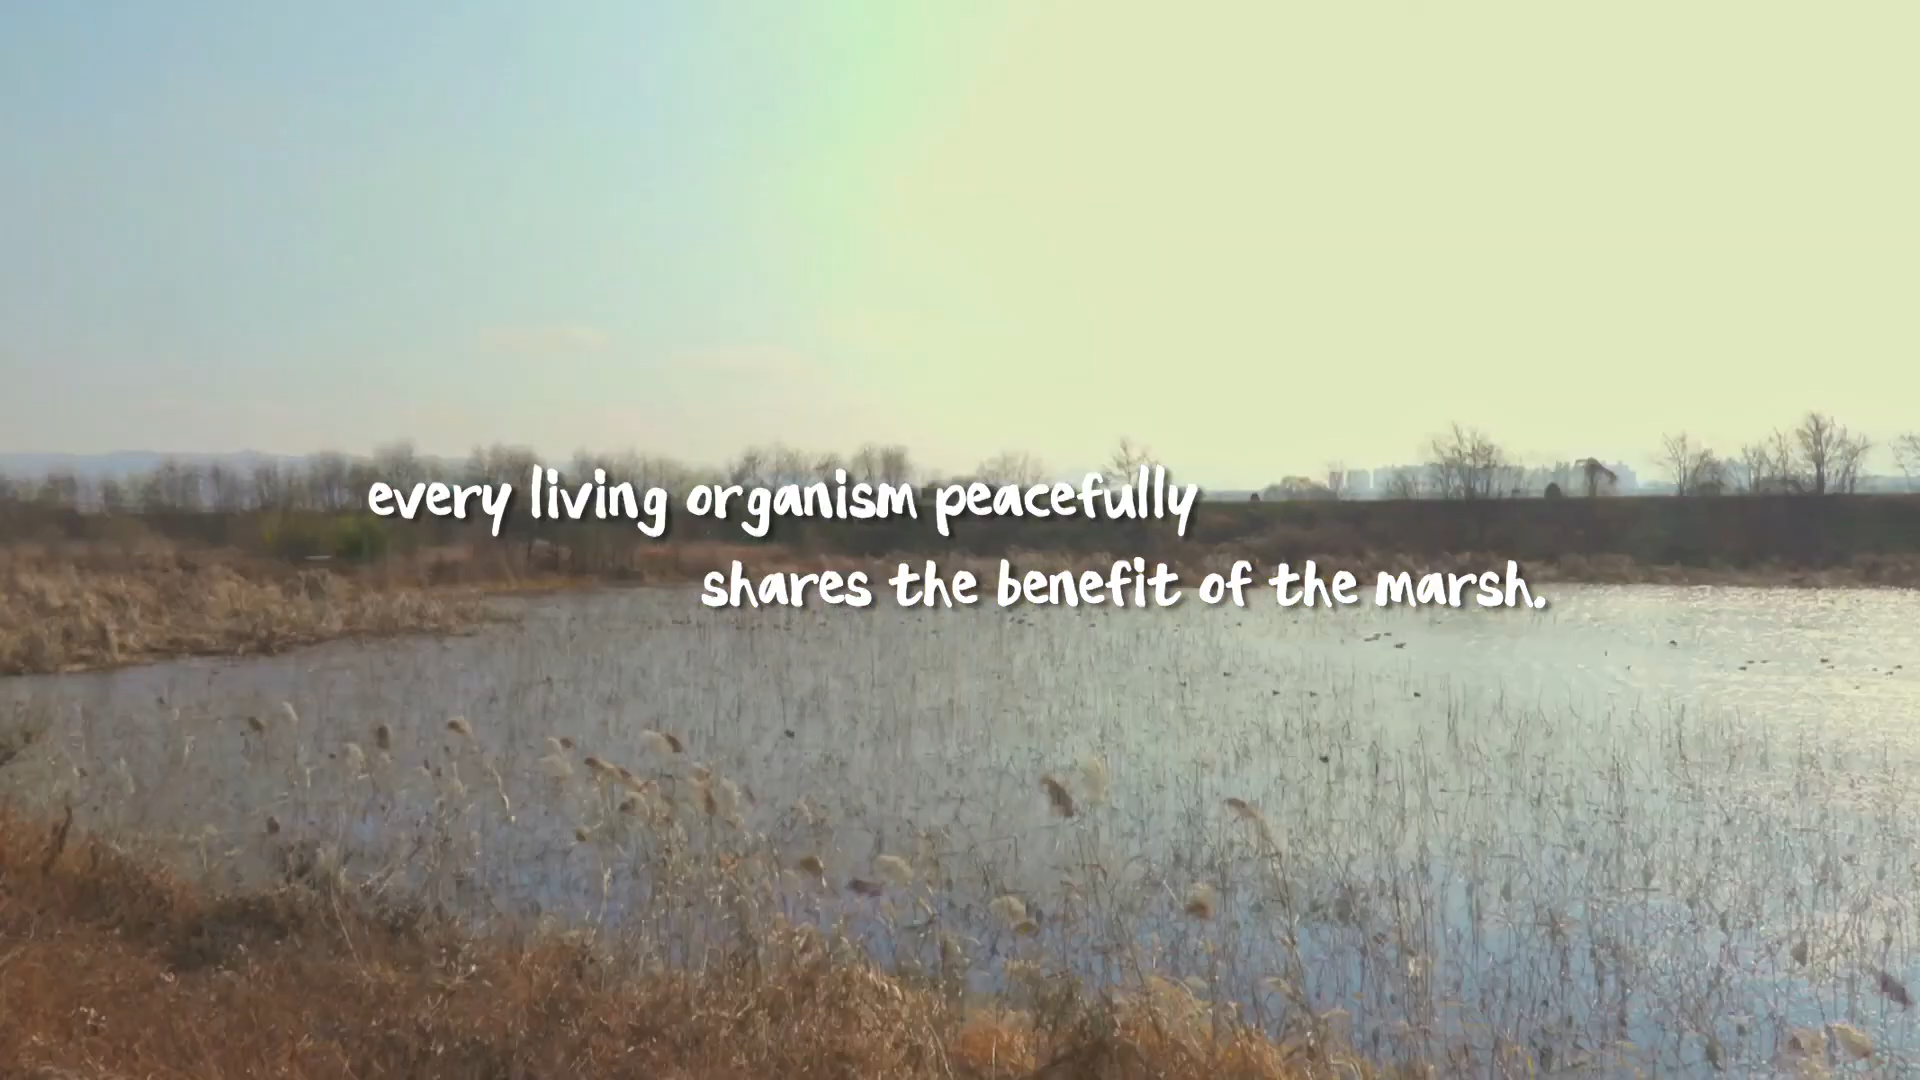 every living organism peacefully
shares the benefit of the marsh.